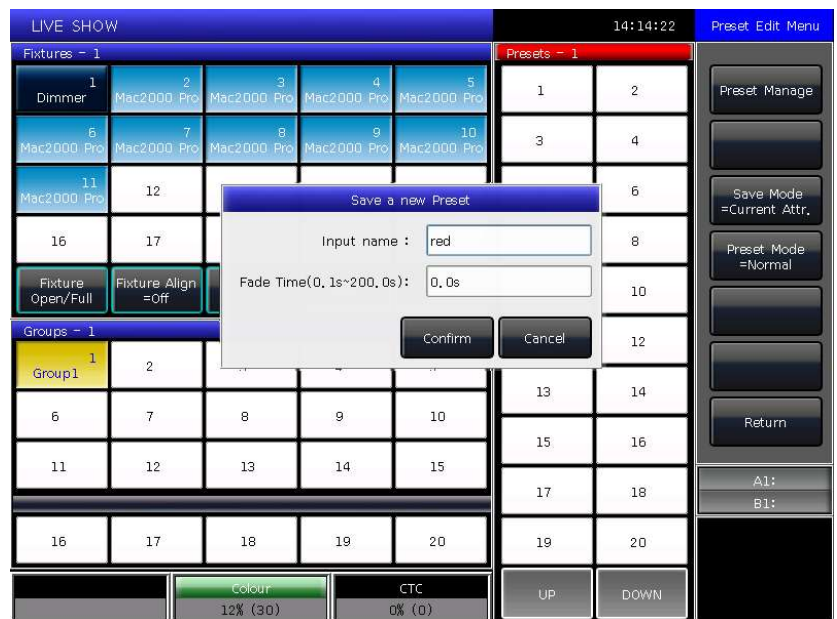 LIVE SHOW
14:14:22
Preset Edit Menu
Fixtures - 1
1
Dimmer
2
Mac2000 Pro
3
Mac2000 Pro
4
Mac2000 Pro
5
Mac2000 Pro
6
Mac2000 Pro
7
Mac2000 Pro
8
Mac2000 Pro
9
Mac2000 Pro
10
Mac2000 Pro
11
Mac2000 Pro
12
16
17
Fixture
Open/Full
Fixture Align
=Off
Save a new Preset
Input name :
red
Fade Time(0.1s~200.0s):
0.0s
Confirm
Cancel
Groups - 1
1
Group1
2
6
7
8
9
10
11
12
13
14
15
16
17
18
19
20
Colour
12% (30)
CTC
0% (0)
Presets - 1
1
2
3
4
6
8
10
12
13
14
15
16
17
18
19
20
UP
DOWN
Preset Manage
Save Mode
=Current Attr.
Preset Mode
=Normal
Return
A1:
B1: